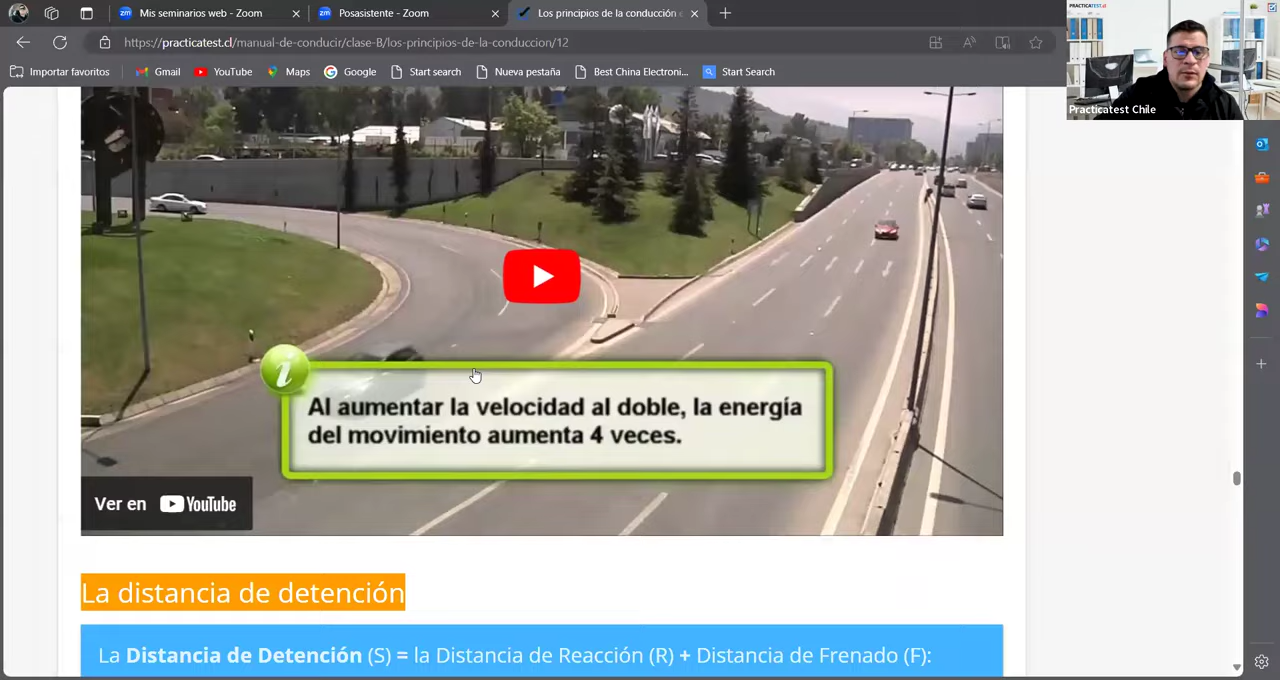 Mis seminarios web - Zoom
Posasistente - Zoom
Los principios de la conducción
https://practicatest.cl/manual-de-conducir/clase-B/los-principios-de-la-conduccion/12
Importar favoritos
Gmail
YouTube
Maps
Google
Start search
Nueva pestaña
Best China Electroni...
Start Search
PRACTICATEST.cl
Practicatest Chile
Al aumentar la velocidad al doble, la energía
del movimiento aumenta 4 veces.
Ver en YouTube
La distancia de detención
La Distancia de Detención (S) = la Distancia de Reacción (R) + Distancia de Frenado (F):